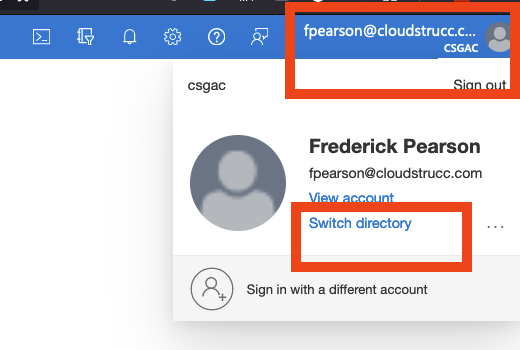 fpearson@cloudstrucc.c...
CSGAC
csgac
Sign out
Frederick Pearson
fpearson@cloudstrucc.com
View account
Switch directory
...
Sign in with a different account